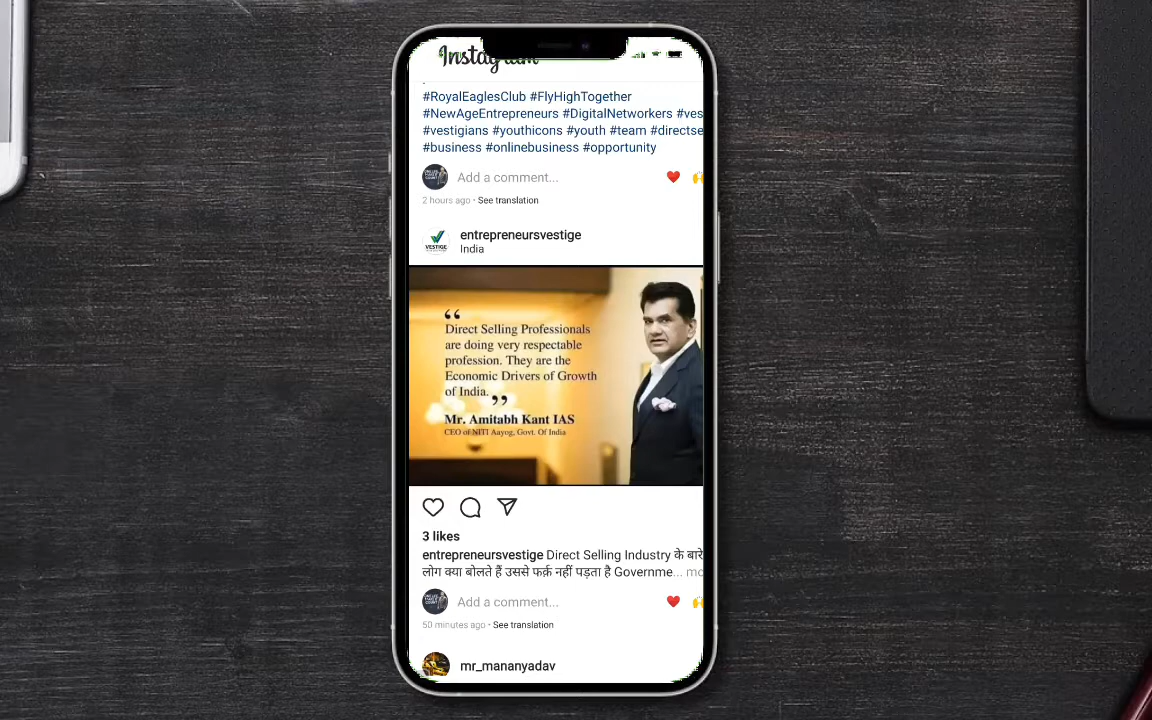 Instagram
#RoyalEaglesClub #FlyHighTogether
#NewAgeEntrepreneurs #DigitalNetworkers #ves
#vestigians #youthicons #youth #team #directse
#business #onlinebusiness #opportunity
Add a comment...
2 hours ago · See translation
VESTIGE
entrepreneursvestige
India
“
Direct Selling Professionals
are doing very respectable
profession. They are the
Economic Drivers of Growth
of India. ”
Mr. Amitabh Kant IAS
CEO of NITI Aayog, Govt. Of India
3 likes
entrepreneursvestige Direct Selling Industry के बारे
लोग क्या बोलते हैं उससे फर्क़ नहीं पड़ता है Governme... mo
Add a comment...
50 minutes ago · See translation
mr_mananyadav